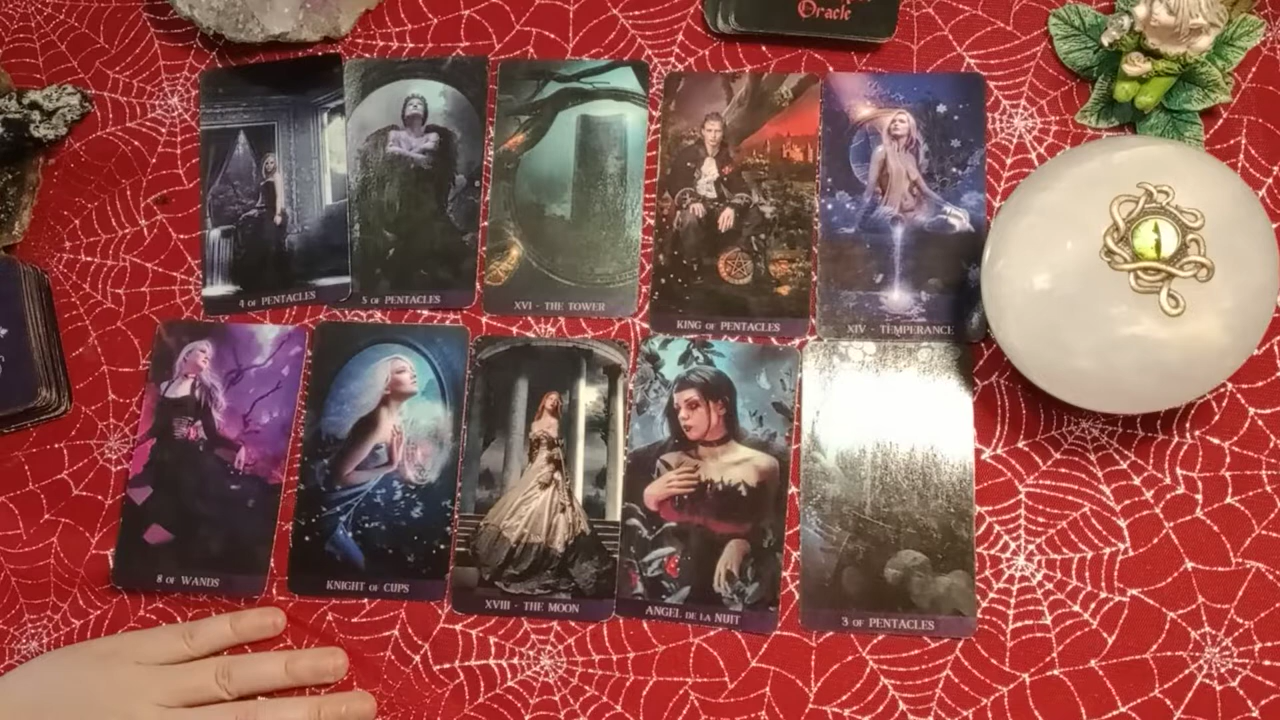 Oracle
4 OF PENTACLES
5 OF PENTACLES
XVI - THE TOWER
KING OF PENTACLES
XIV - TEMPERANCE
8 OF WANDS
KNIGHT OF CUPS
XVIII - THE MOON
ANGEL DE LA NUIT
3 OF PENTACLES